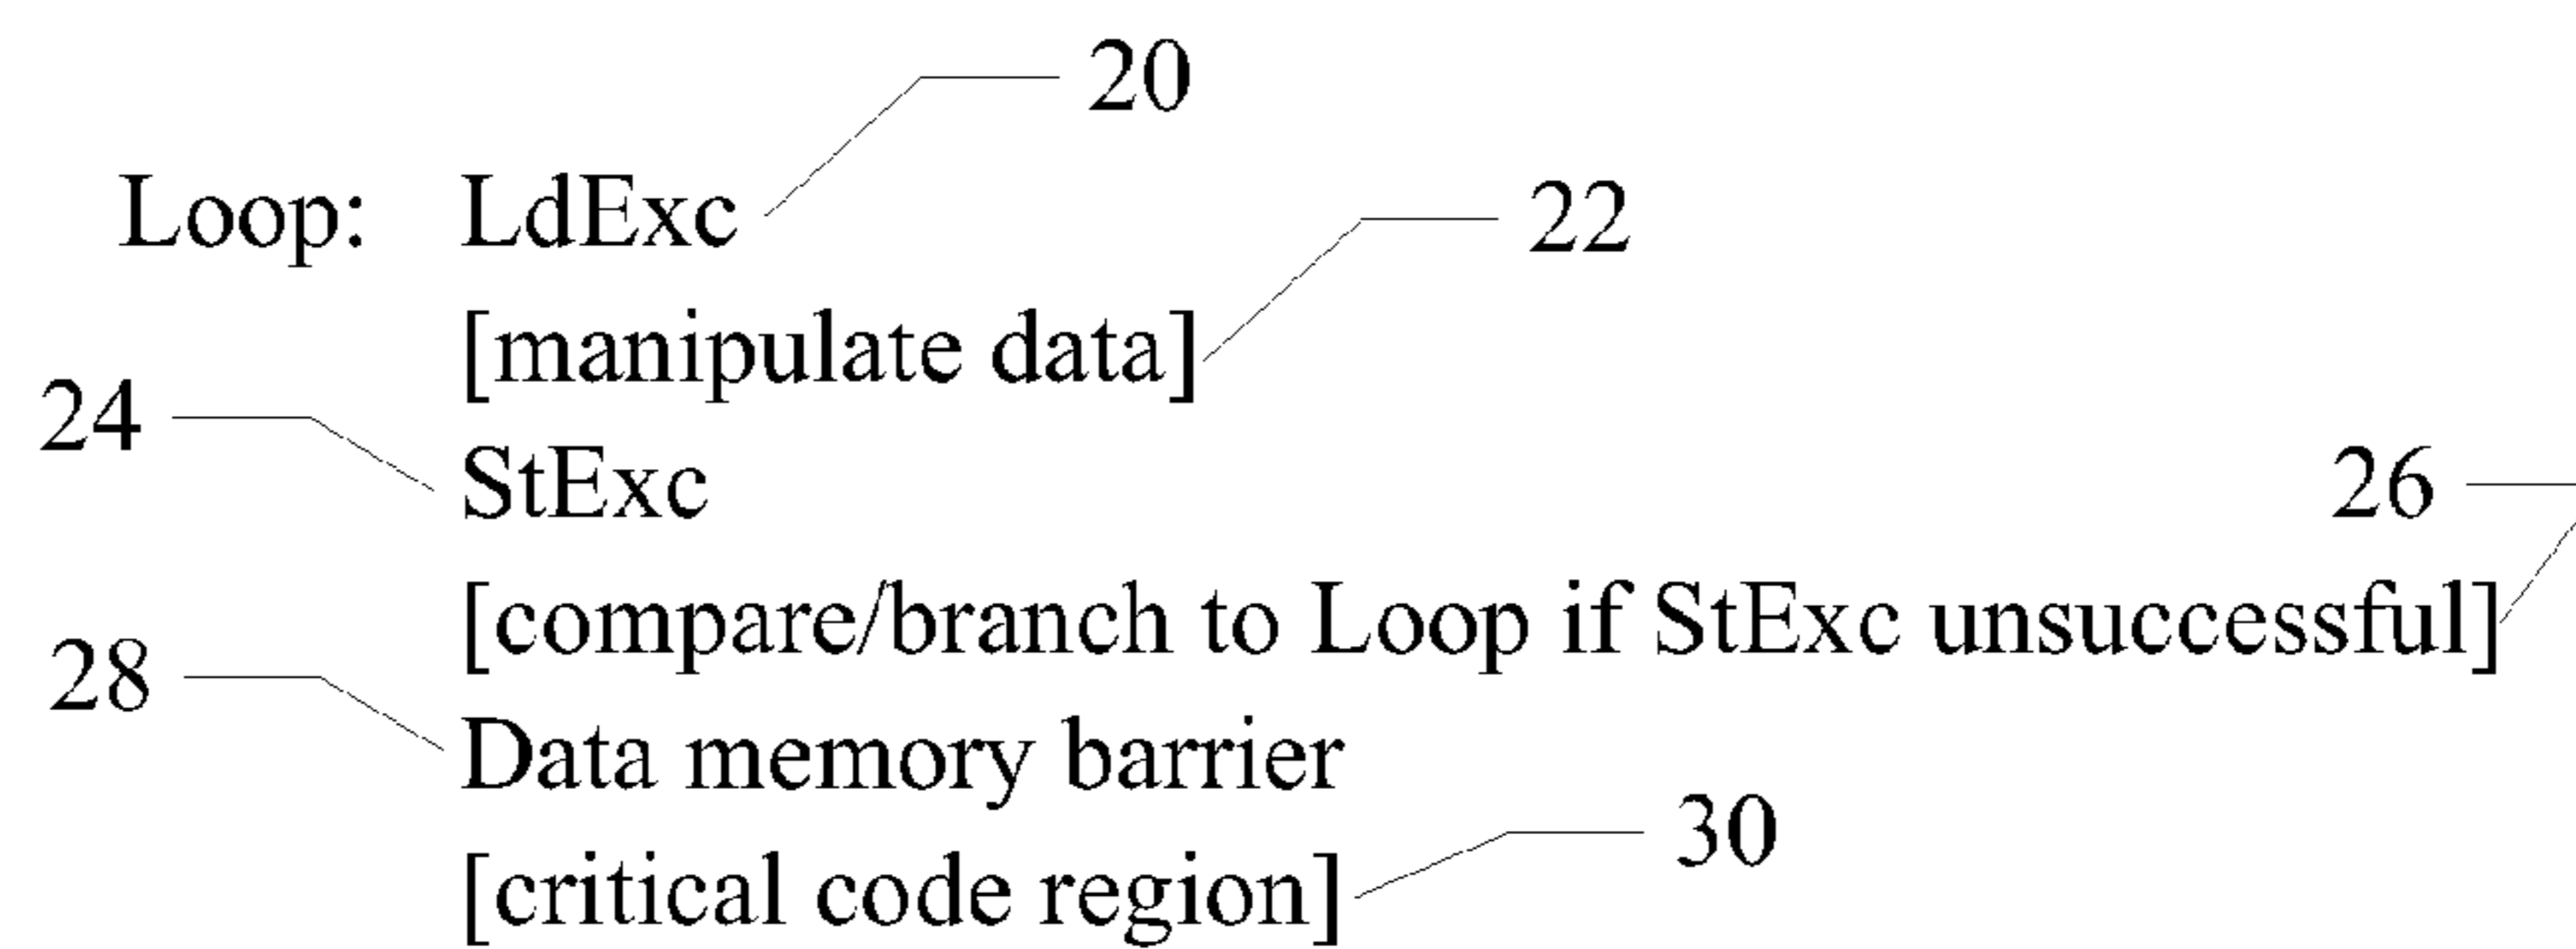 20
Loop: LdExc
22
[manipulate data]
24
StExc
26
[compare/branch to Loop if StExc unsuccessful]
28
Data memory barrier
30
[critical code region]